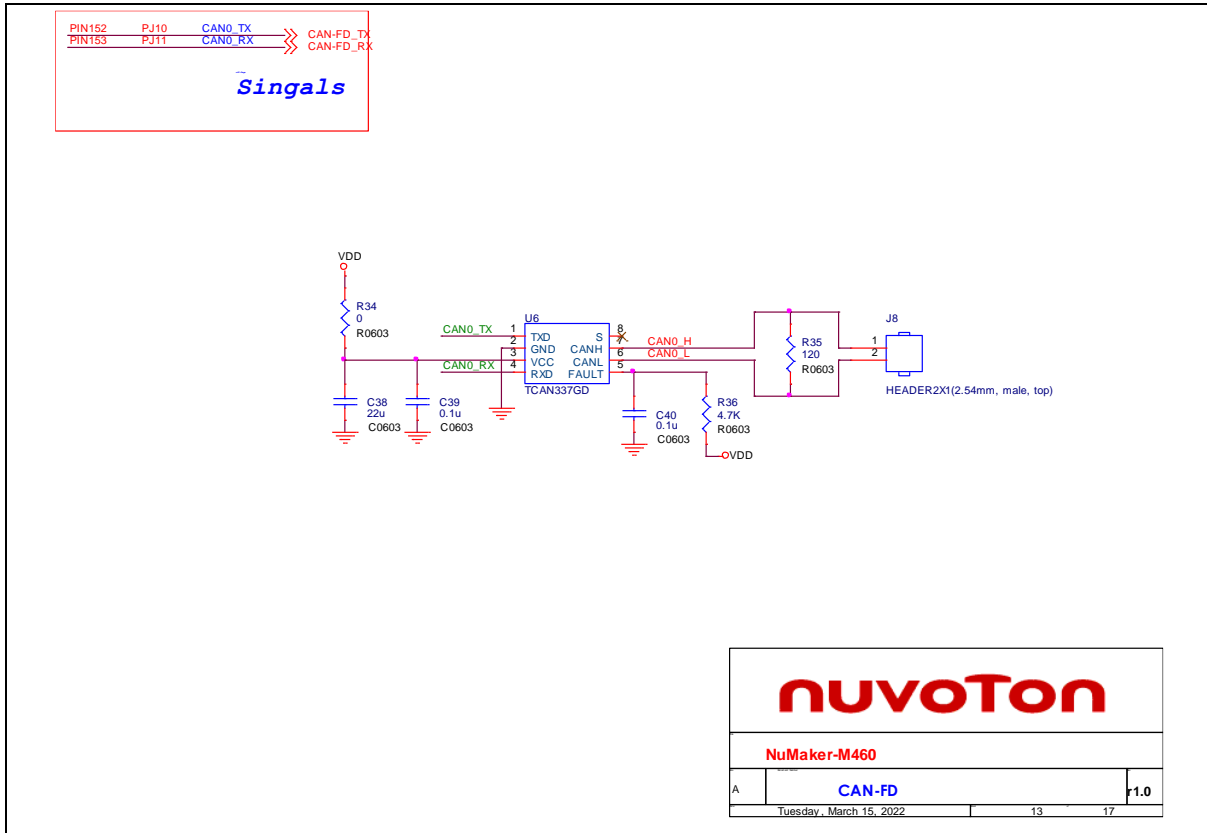 PIN152 PJ10 CAN0_TX CAN-FD_TX
PIN153 PJ11 CAN0_RX CAN-FD_RX
Singals
VDD
R34
0
R0603
C38
22u
C0603
C39
0.1u
C0603
CAN0_TX
CAN0_RX
U6
1 TXD S 8
2 GND CANH 7
3 VCC CANL 6
4 RXD FAULT 5
TCAN337GD
CAN0_H
CAN0_L
C40
0.1u
C0603
R36
4.7K
R0603
VDD
R35
120
R0603
J8
1
2
HEADER2X1(2.54mm, male, top)
nuvoTon
NuMaker-M460
A CAN-FD r1.0
Tuesday, March 15, 2022 13 17